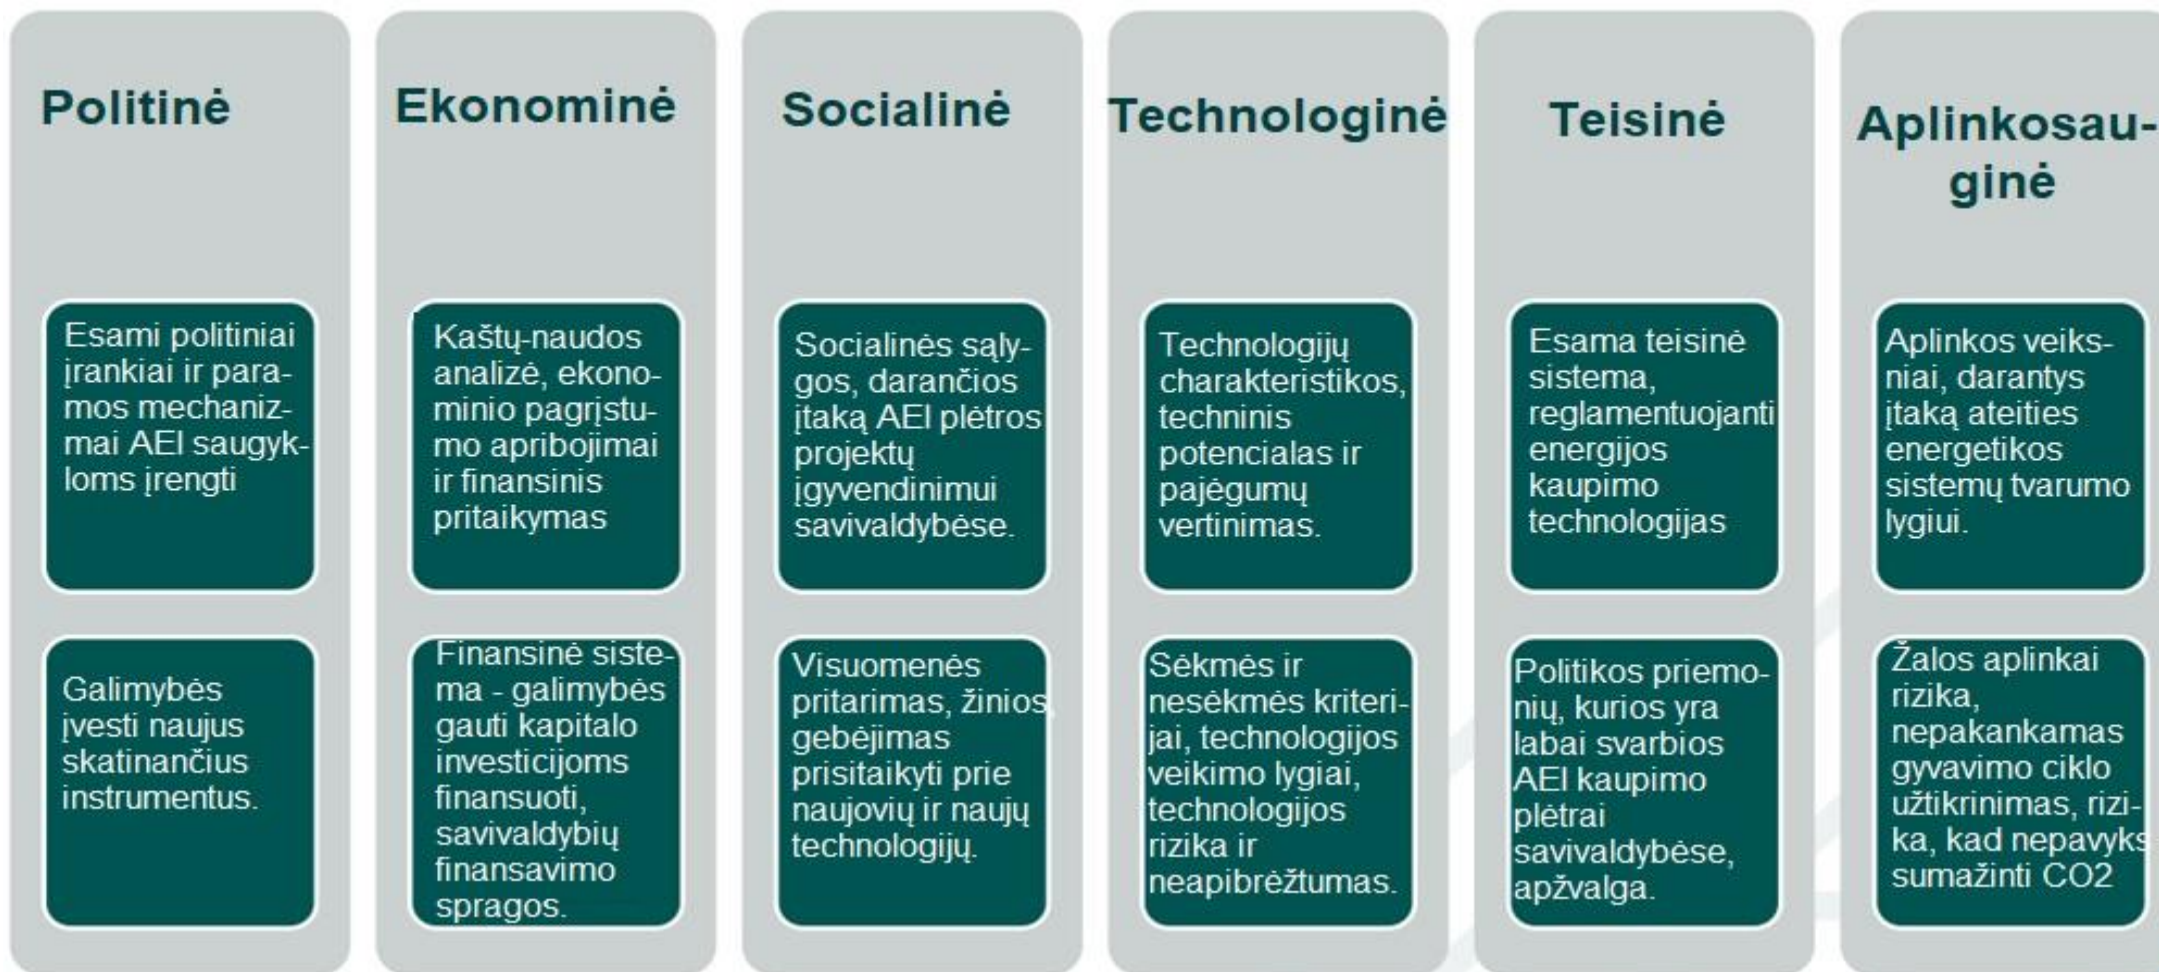 Politinė
Esami politiniai
įrankiai ir para-
mos mechaniz-
mai AEI saugyk-
loms įrengti
Galimybės
įvesti naujus
skatinančius
instrumentus.
Ekonominė
Kaštų-naudos
analizė, ekono-
minio pagrįstu-
mo apribojimai
ir finansinis
pritaikymas
Finansinė siste-
ma - galimybės
gauti kapitalo
investicijoms
finansuoti,
savivaldybių
finansavimo
spragos.
Socialinė
Socialinės sąly-
gos, darančios
įtaką AEI plėtros
projektų
įgyvendinimui
savivaldybėse.
Visuomenės
pritarimas, žinios,
gebėjimas
prisitaikyti prie
naujovių ir naujų
technologijų.
Technologinė
Technologijų
charakteristikos,
techninis
potencialas ir
pajėgumų
vertinimas.
Sėkmės ir
nesėkmės kriteri-
jai, technologijos
veikimo lygiai,
technologijos
rizika ir
neapibrėžtumas.
Teisinė
Esama teisinė
sistema,
reglamentuojanti
energijos
kaupimo
technologijas
Politikos priemo-
nių, kurios yra
labai svarbios
AEI kaupimo
plėtrai
savivaldybėse,
apžvalga.
Aplinkosau-
ginė
Aplinkos veiks-
niai, darantys
įtaką ateities
energetikos
sistemų tvarumo
lygiui.
Žalos aplinkai
rizika,
nepakankamas
gyvavimo ciklo
užtikrinimas, rizi-
ka, kad nepavyks
sumažinti CO2